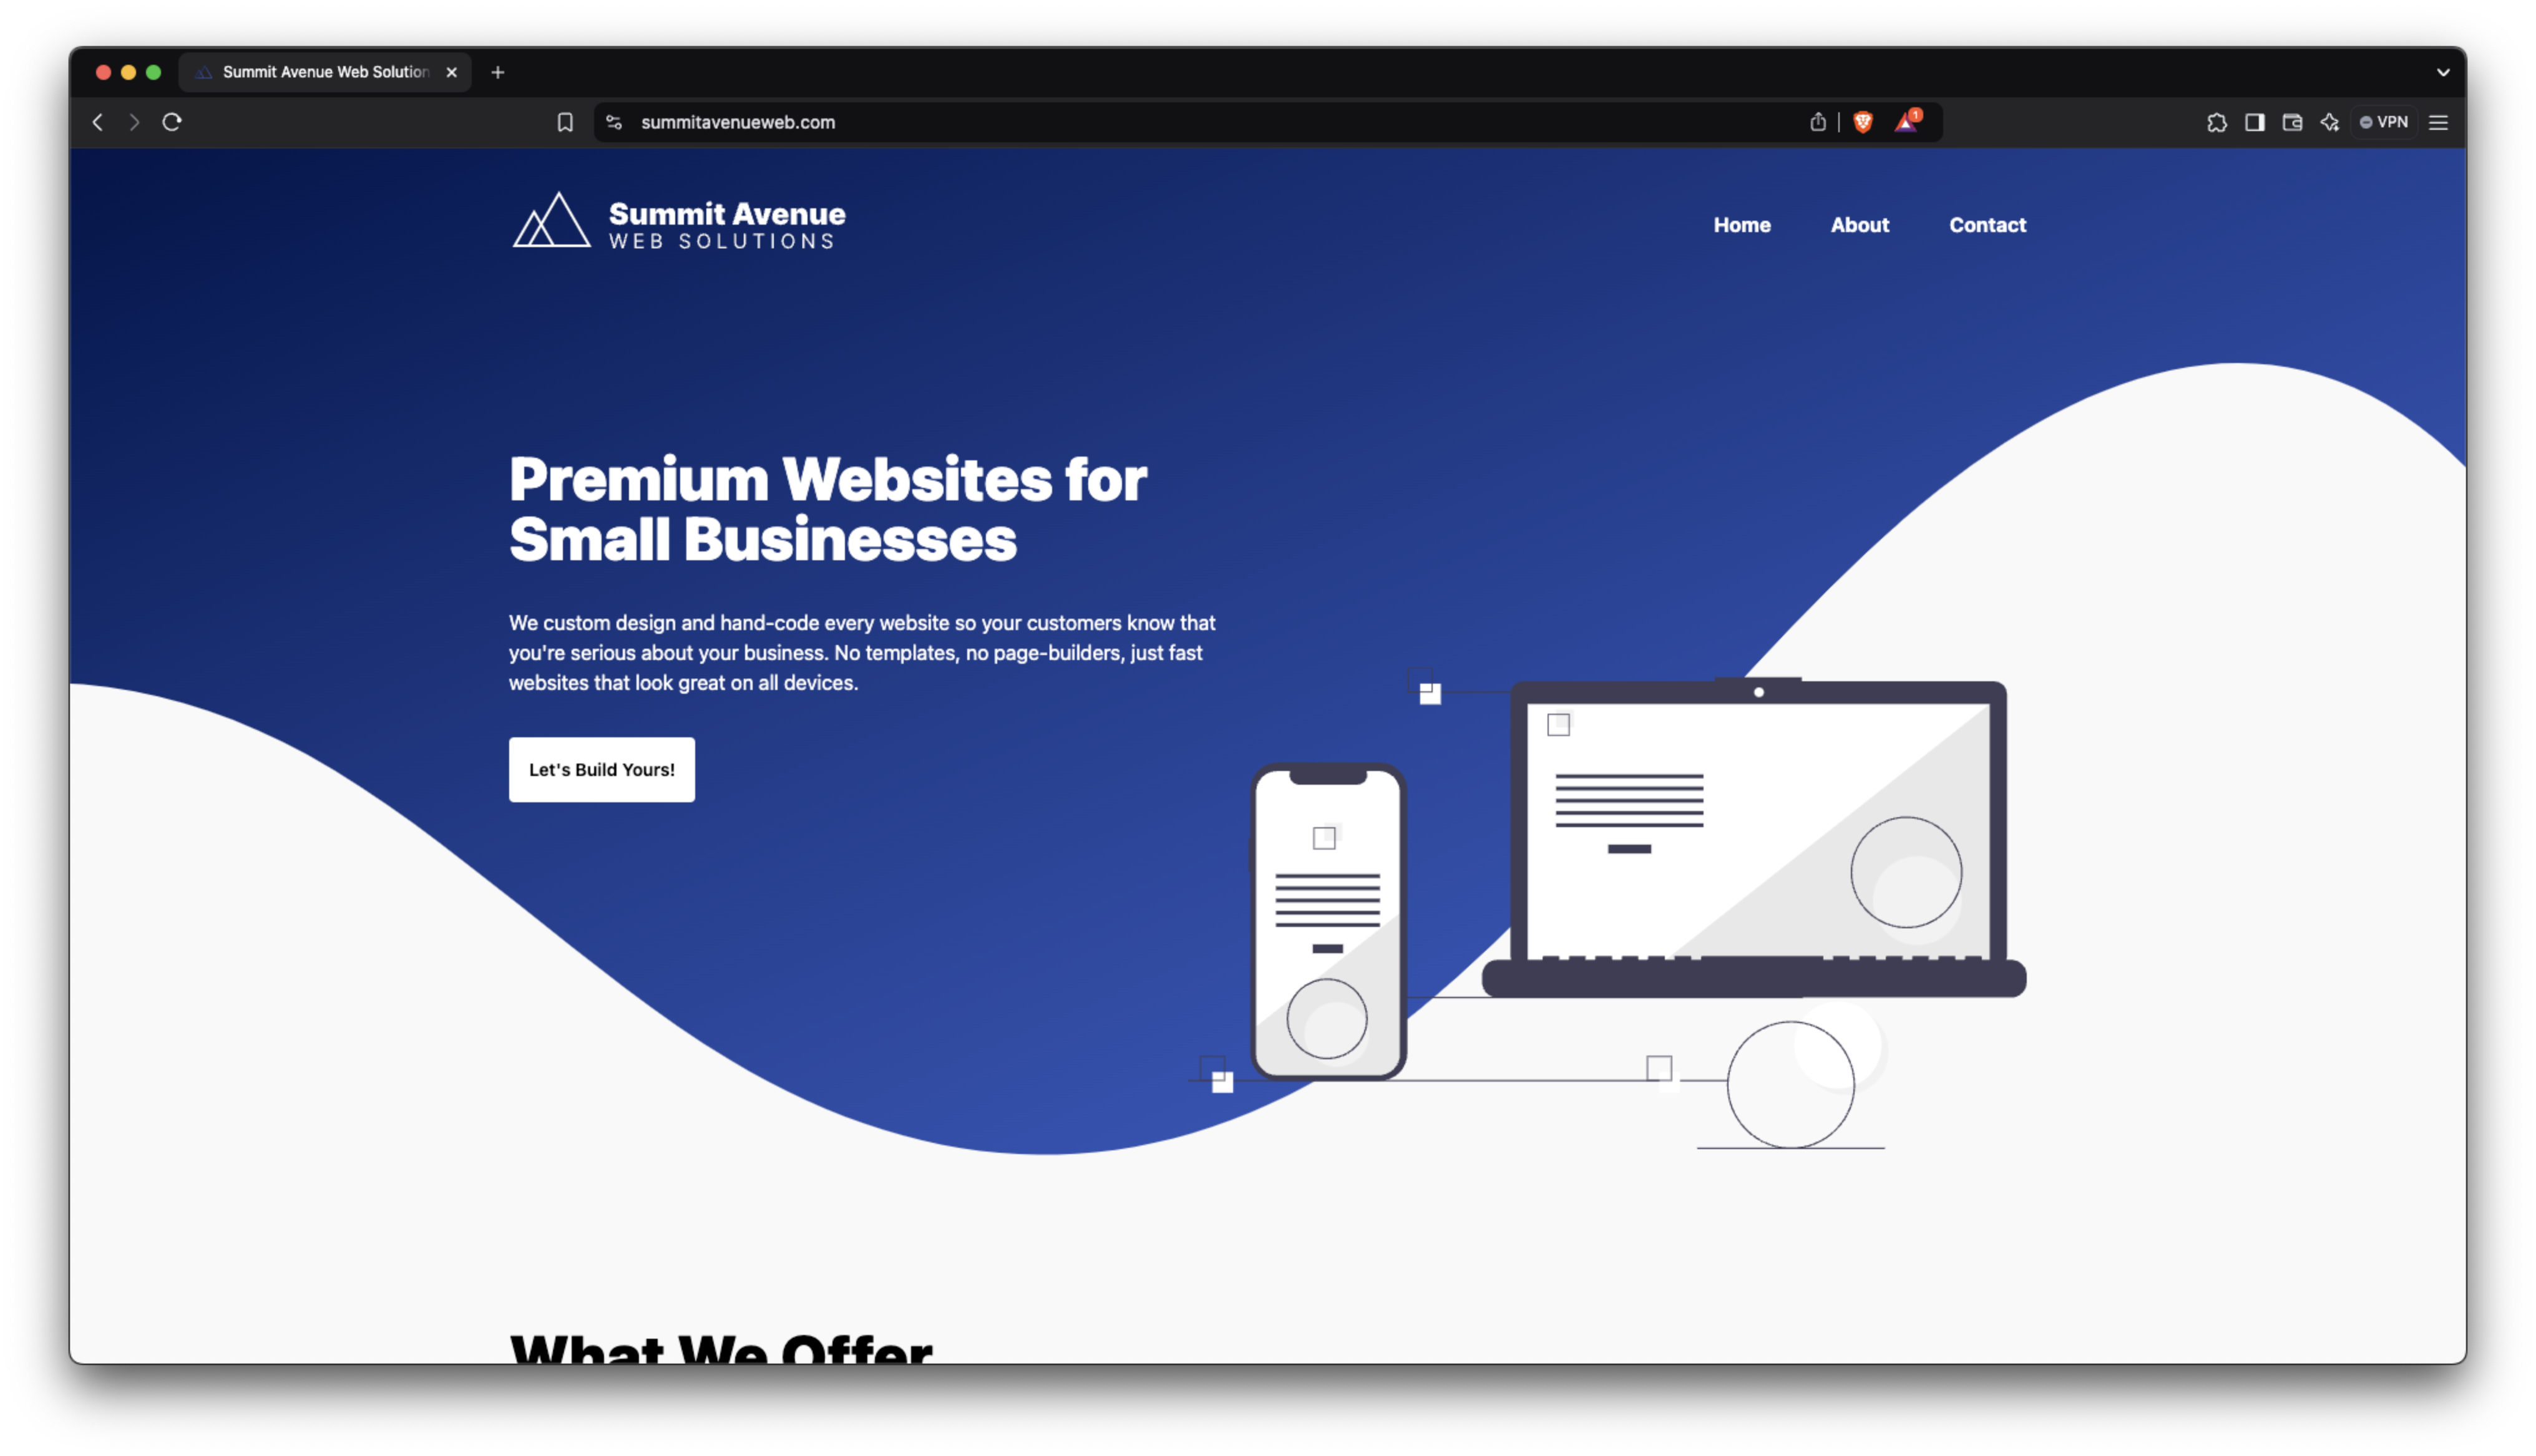 Summit Avenue Web Solution
summitavenueweb.com
1
VPN
Summit Avenue
WEB SOLUTIONS
Home
About
Contact
Premium Websites for
Small Businesses
We custom design and hand-code every website so your customers know that
you're serious about your business. No templates, no page-builders, just fast
websites that look great on all devices.
Let's Build Yours!
What We Offer